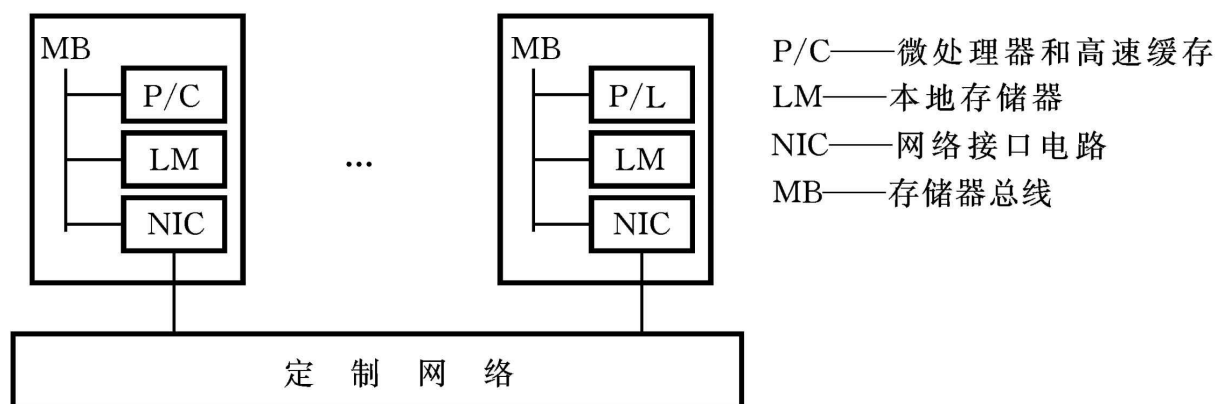 MB
P/C
LM
NIC
...
MB
P/L
LM
NIC
定制网络
P/C——微处理器和高速缓存
LM——本地存储器
NIC——网络接口电路
MB——存储器总线